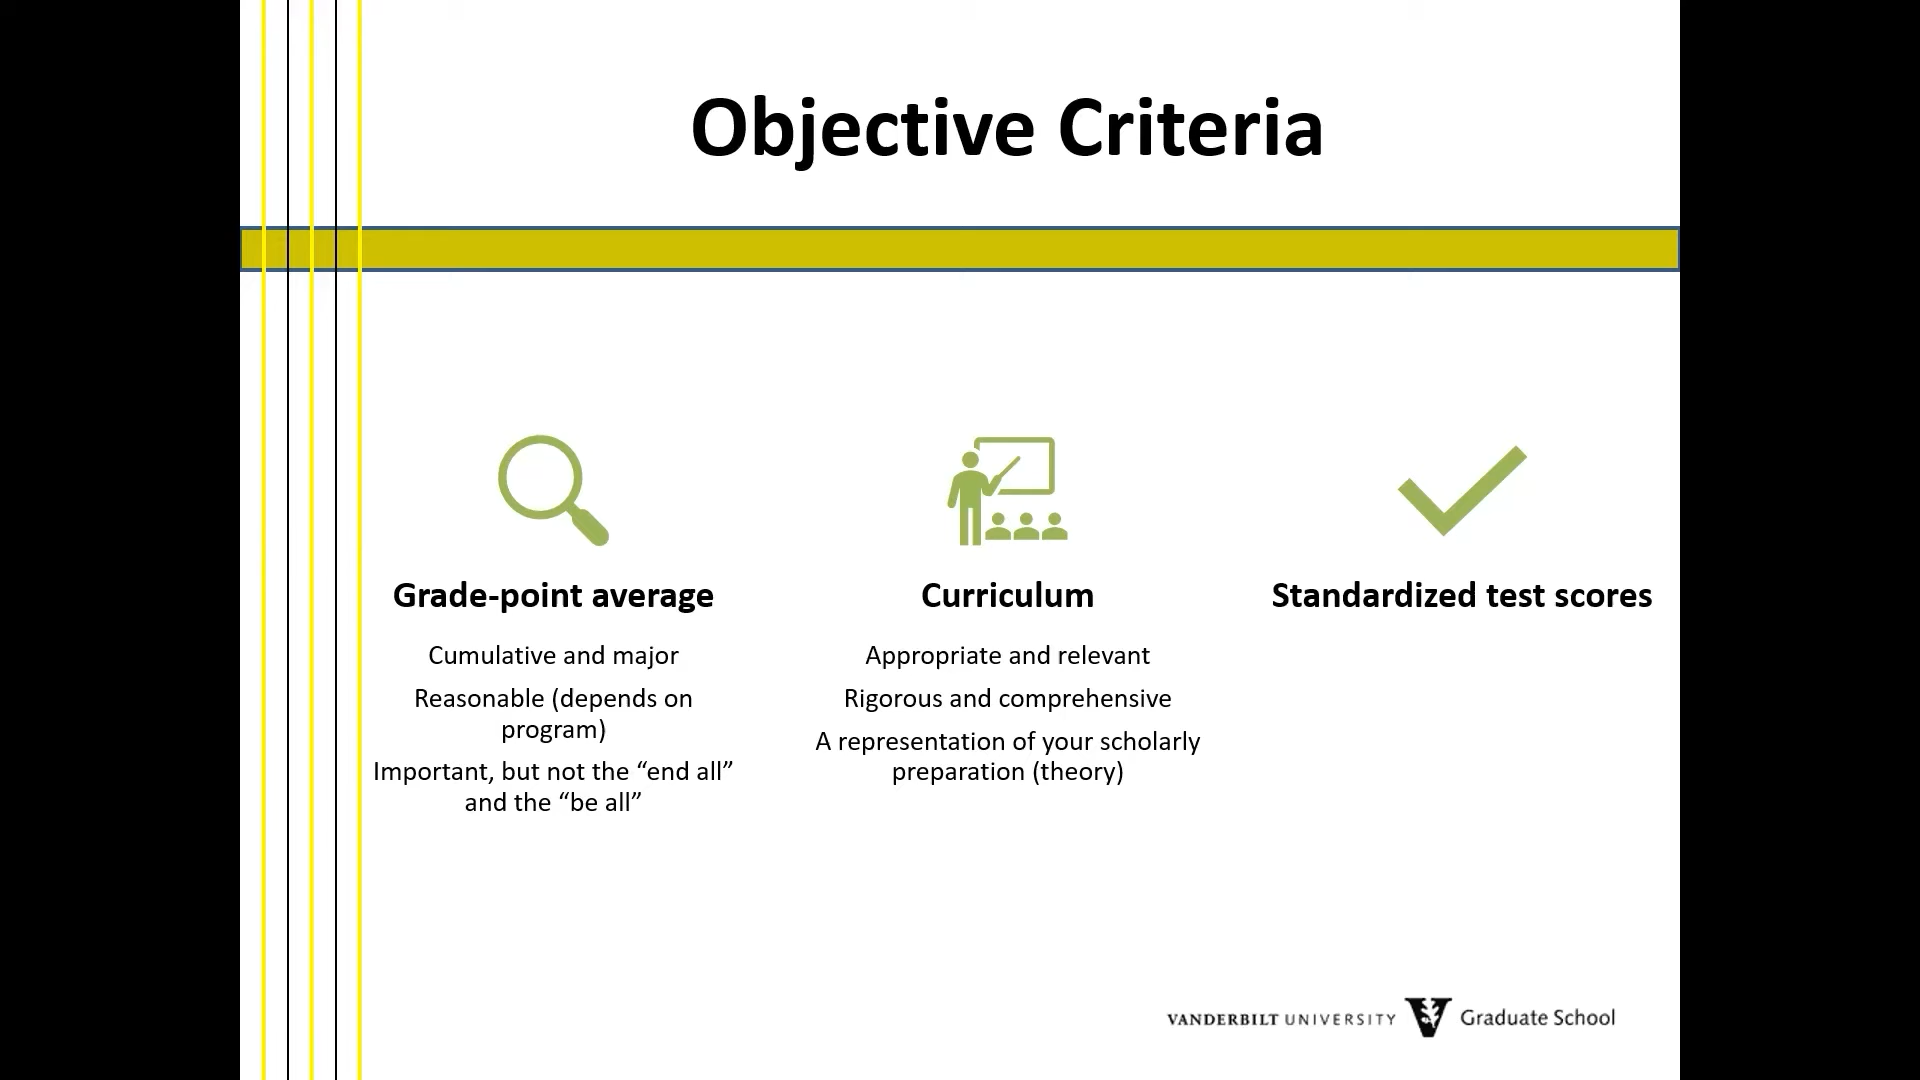 Objective Criteria
Grade-point average
Cumulative and major
Reasonable (depends on
program)
Important, but not the “end all”
and the “be all”
Curriculum
Appropriate and relevant
Rigorous and comprehensive
A representation of your scholarly
preparation (theory)
Standardized test scores
VANDERBILT UNIVERSITY V Graduate School